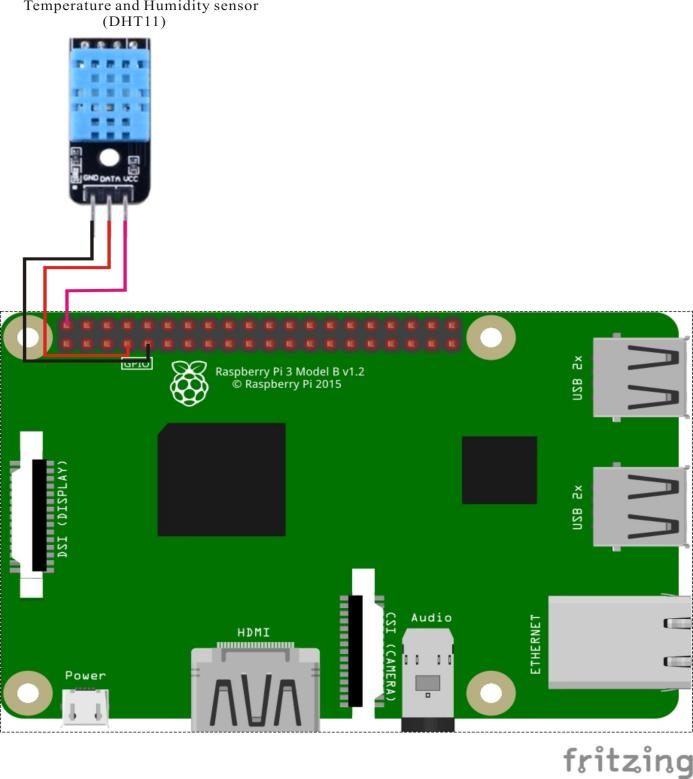 Temperature and Humidity sensor
(DHT11)
GND DATA VCC
GPIO
Raspberry Pi 3 Model B v1.2
© Raspberry Pi 2015
USB 2x
DSI (DISPLAY)
USB 2x
HDMI
CSI (CAMERA)
Audio
ETHERNET
Power
fritzing